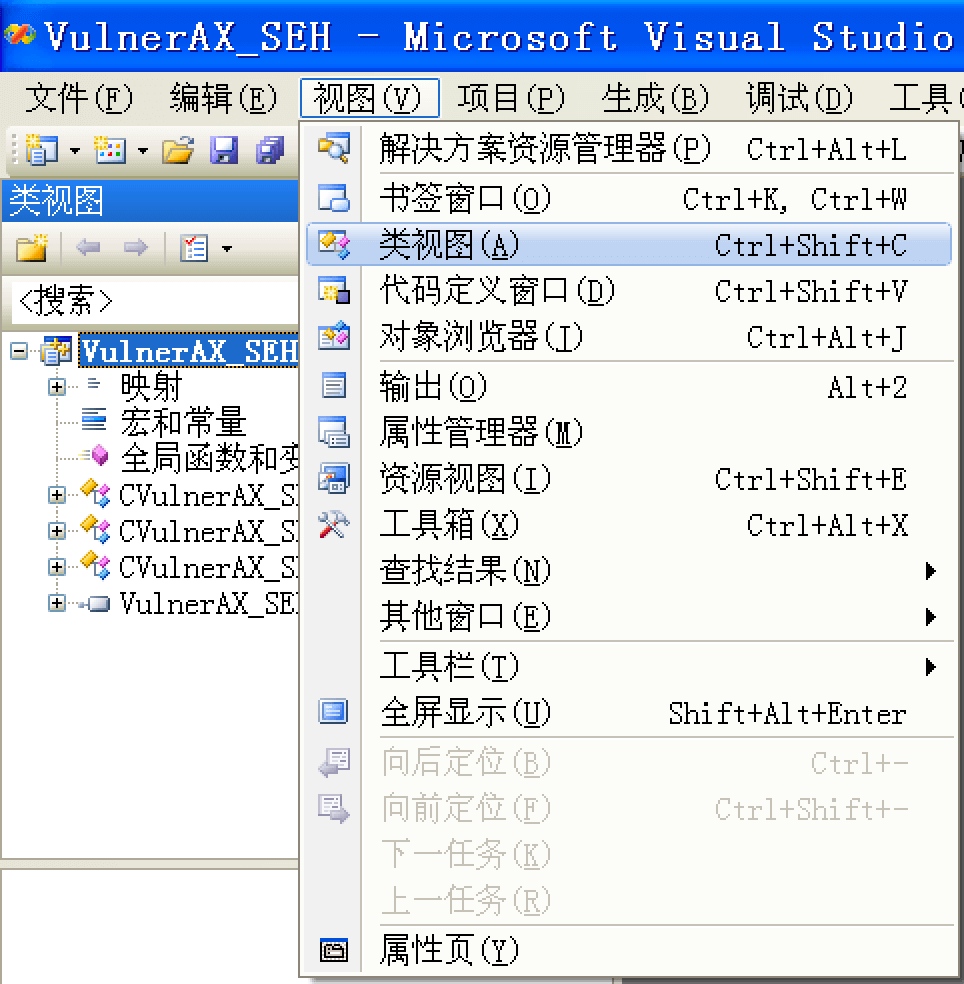 VulnerAX_SEH - Microsoft Visual Studio
文件(F) 编辑(E) 视图(V) 项目(P) 生成(B) 调试(D) 工具(
类视图
<搜索>
VulnerAX_SEH
映射
宏和常量
全局函数和变
CVulnerAX_S
CVulnerAX_S
CVulnerAX_S
VulnerAX_SEH
解决方案资源管理器(P) Ctrl+Alt+L
书签窗口(O) Ctrl+K, Ctrl+W
类视图(A) Ctrl+Shift+C
代码定义窗口(D) Ctrl+Shift+V
对象浏览器(J) Ctrl+Alt+J
输出(O) Alt+2
属性管理器(M)
资源视图(I) Ctrl+Shift+E
工具箱(X) Ctrl+Alt+X
查找结果(N)
其他窗口(E)
工具栏(T)
全屏显示(U) Shift+Alt+Enter
向后定位(B) Ctrl+-
向前定位(F) Ctrl+Shift+-
下一任务(K)
上一任务(R)
属性页(Y)